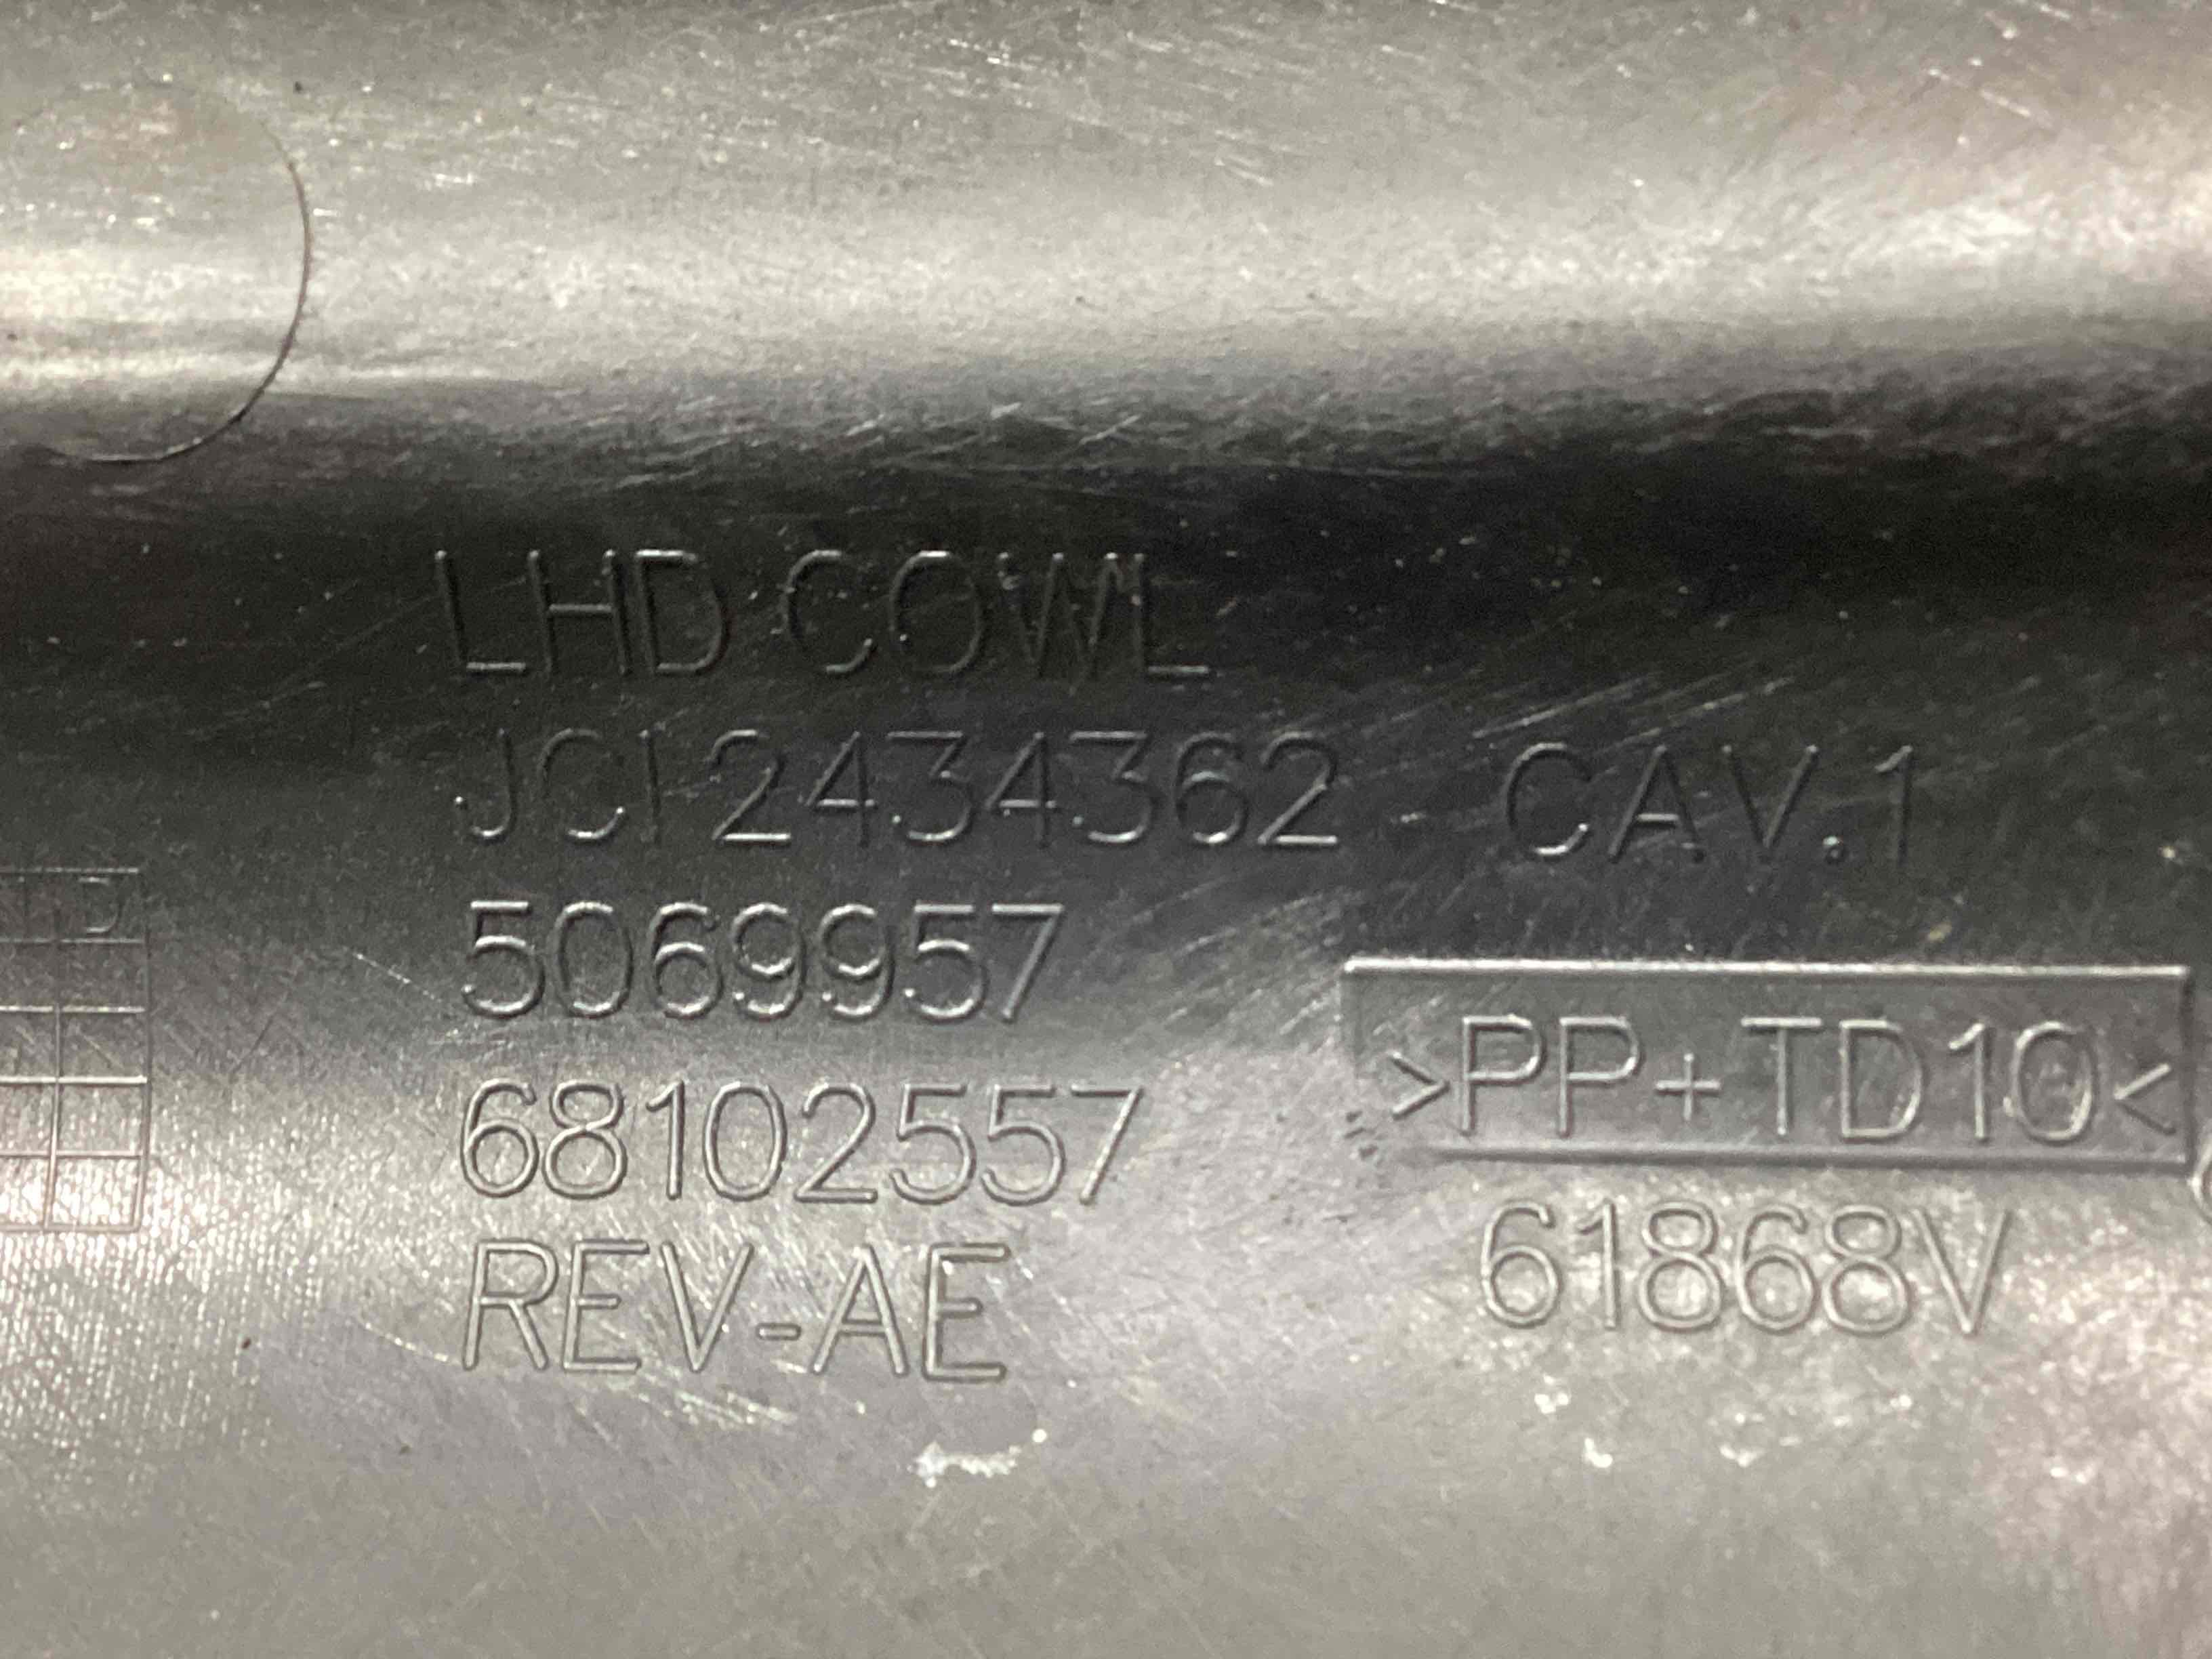 LHD COWL
JCI 2434362 CAV.1
5069957
68102557
REV-AE
>PP+TD10<
61868V
D